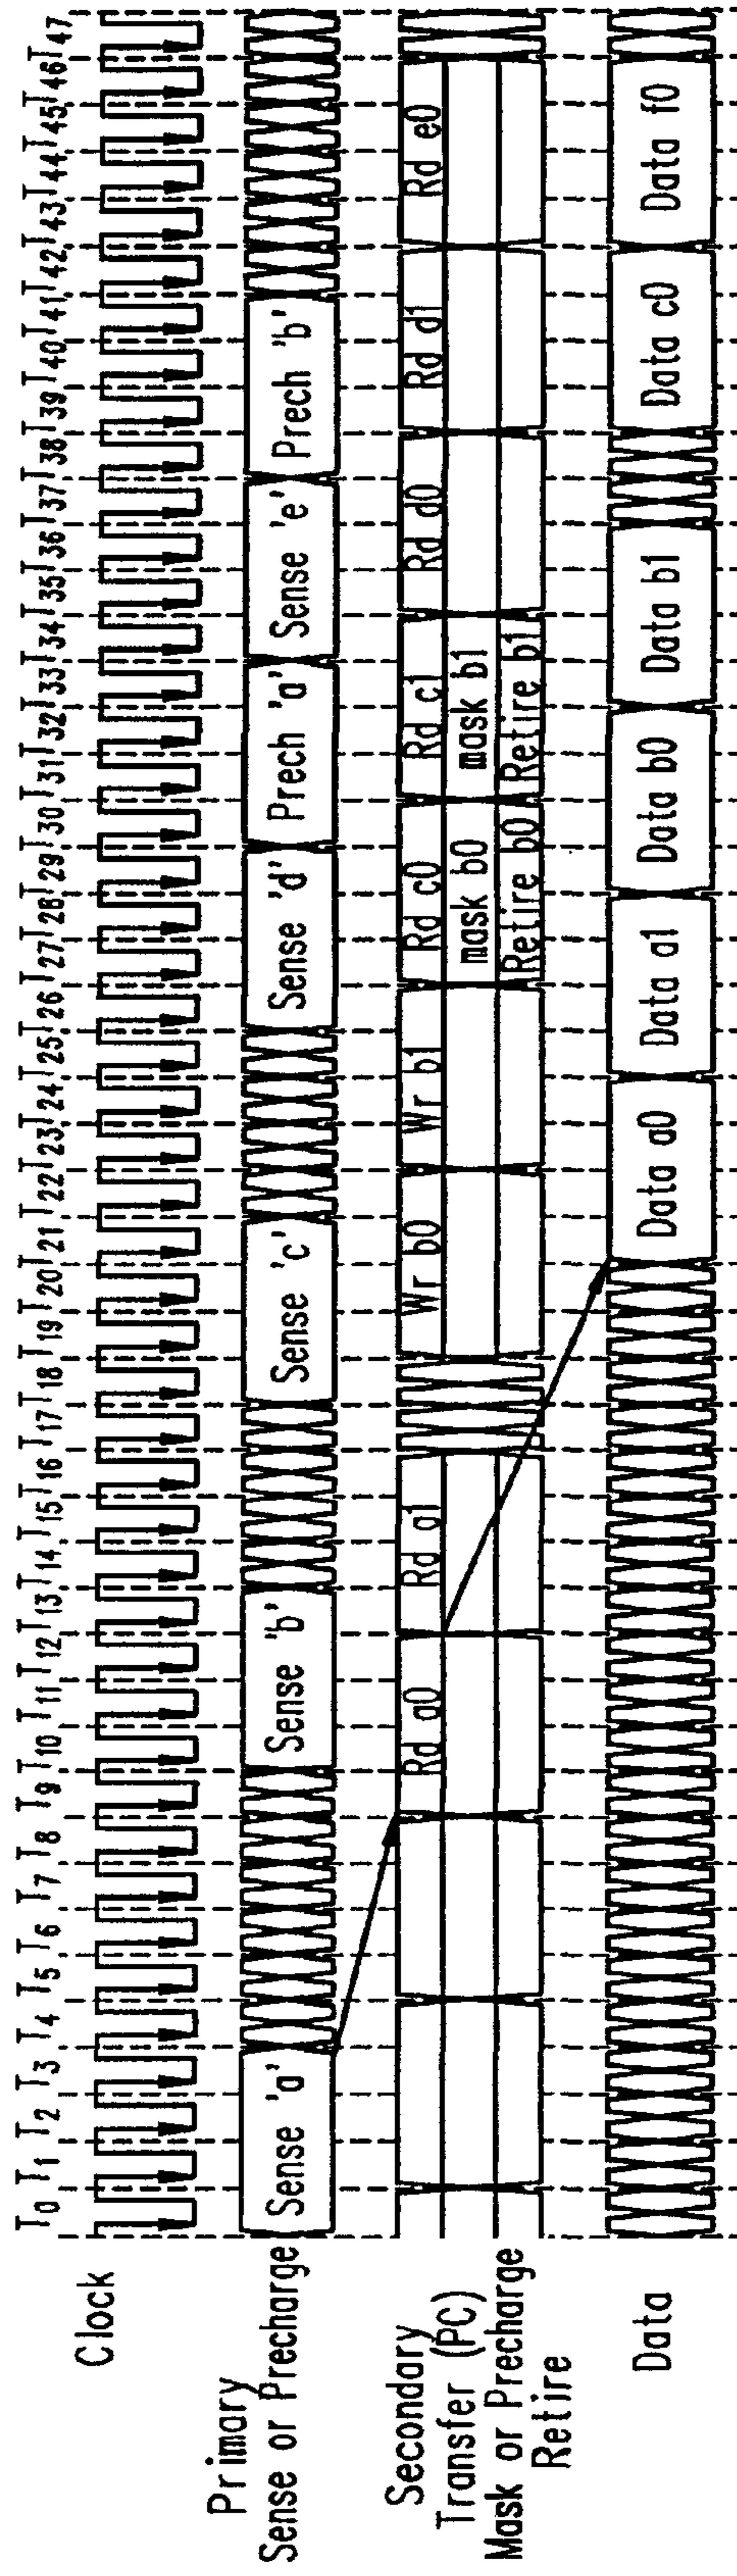 T0 T1 T2 T3 T4 T5 T6 T7 T8 T9 T10 T11 T12 T13 T14 T15 T16 T17 T18 T19 T20 T21 T22 T23 T24 T25 T26 T27 T28 T29 T30 T31 T32 T33 T34 T35 T36 T37 T38 T39 T40 T41 T42 T43 T44 T45 T46 T47
Clock
Primary
Sense or Precharge
Sense 'a' Sense 'b' Sense 'c' Sense 'd' Prech 'a' Sense 'e' Prech 'b'
Secondary
Transfer (PC)
Mask or Precharge
Retire
Rd a0 Rd a1 Wr b0 Wr b1 Rd c0 Rd c1 Rd d0 Rd d1 Rd e0
mask b0 mask b1
Retire b0 Retire b1
Data
Data a0 Data a1 Data b0 Data b1 Data c0 Data f0